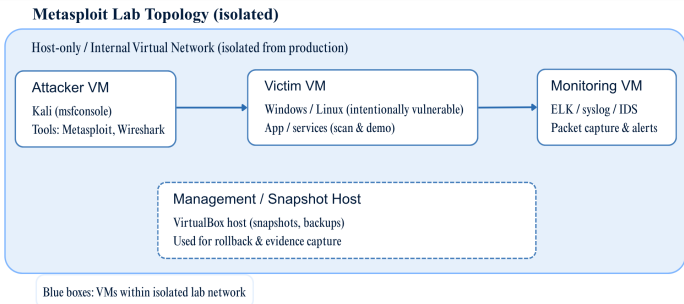 Metasploit Lab Topology (isolated)
Host-only / Internal Virtual Network (isolated from production)
Attacker VM
Kali (msfconsole)
Tools: Metasploit, Wireshark
Victim VM
Windows / Linux (intentionally vulnerable)
App / services (scan & demo)
Monitoring VM
ELK / syslog / IDS
Packet capture & alerts
Management / Snapshot Host
VirtualBox host (snapshots, backups)
Used for rollback & evidence capture
Blue boxes: VMs within isolated lab network